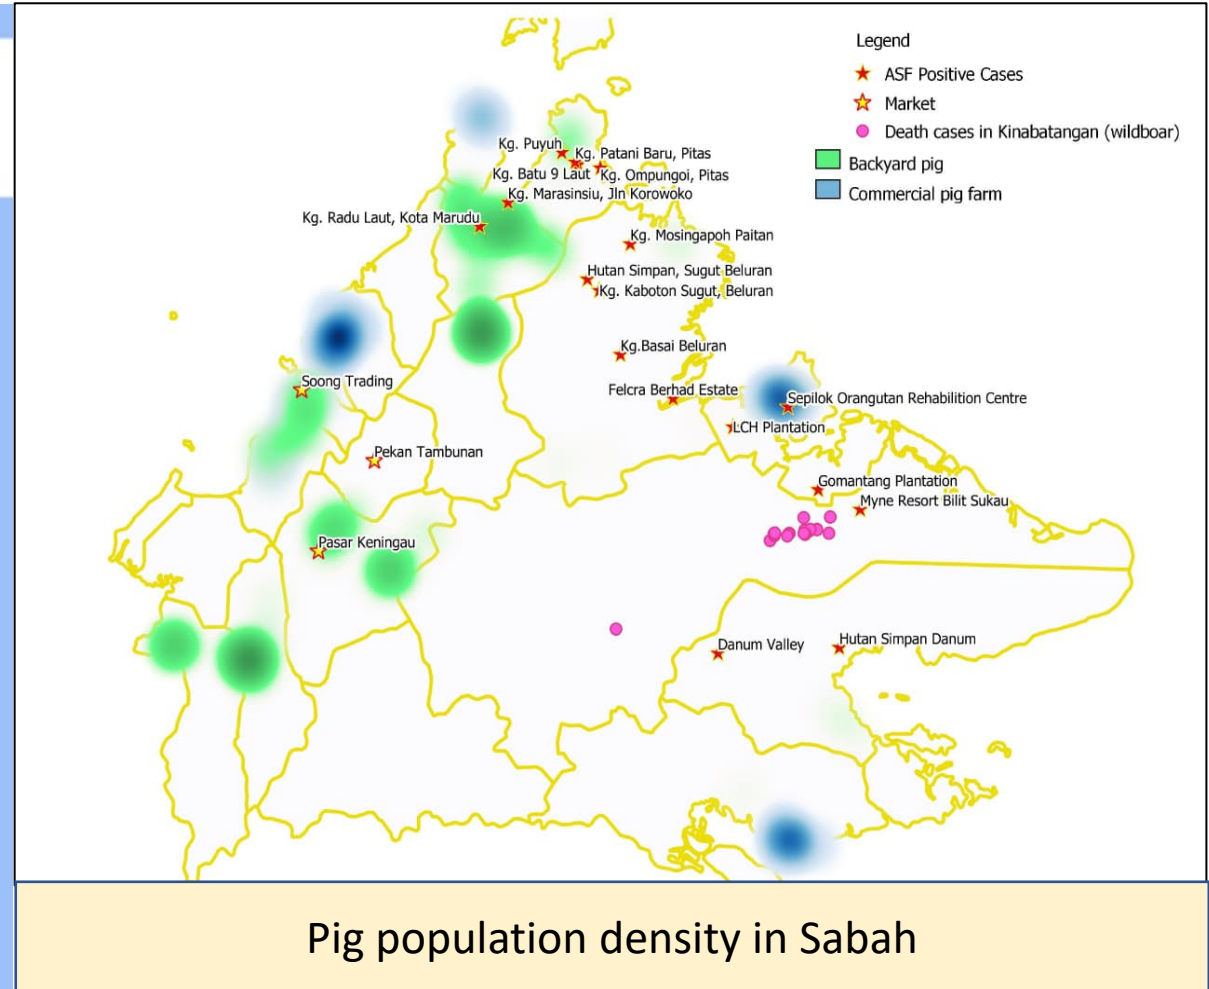 Legend
ASF Positive Cases
Market
Death cases in Kinabatangan (wildboar)
Backyard pig
Commercial pig farm
Kg. Puyuh
Kg. Patani Baru, Pitas
Kg. Batu 9 Laut
Kg. Ompungoi, Pitas
Kg. Marasinsiu, Jln Korowoko
Kg. Radu Laut, Kota Marudu
Kg. Mosingapoh Paitan
Hutan Simpan, Sugut Beluran
Kg. Kaboton Sugut, Beluran
Kg.Basai Beluran
Soong Trading
Felcra Berhad Estate
Sepilok Orangutan Rehabilition Centre
LCH Plantation
Pekan Tambunan
Gomantang Plantation
Myne Resort Bilit Sukau
Pasar Keningau
Danum Valley
Hutan Simpan Danum
Pig population density in Sabah